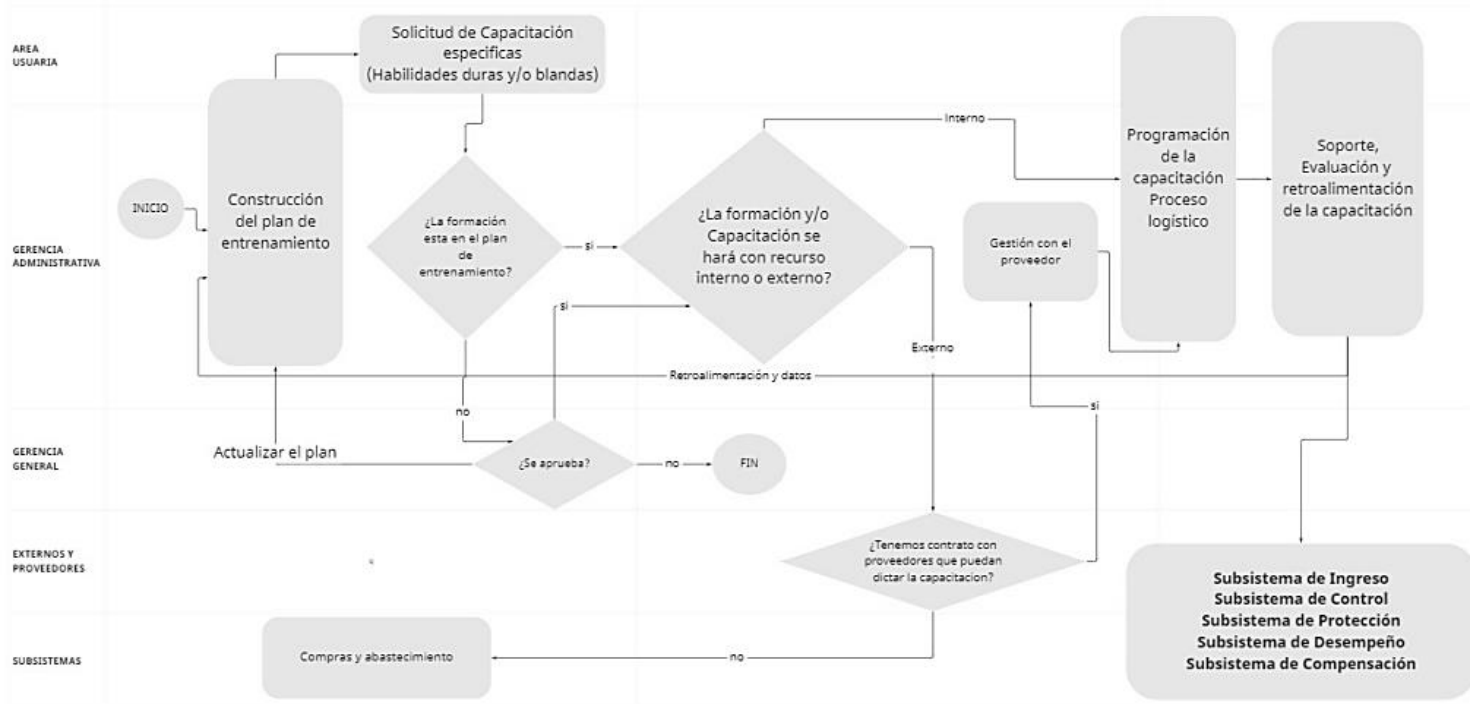 AREA
USUARIA
Solicitud de Capacitación
especificas
(Habilidades duras y/o blandas)
GERENCIA
ADMINISTRATIVA
INICIO
Construcción
del plan de
entrenamiento
¿La formación
esta en el plan
de
entrenamiento?
si
¿La formación y/o
Capacitación se
hará con recurso
interno o externo?
Interno
Programación
de la
capacitación
Proceso
logístico
Soporte,
Evaluación y
retroalimentación
de la capacitación
Gestión con el
proveedor
si
Externo
Retroalimentación y datos
no
si
GERENCIA
GENERAL
Actualizar el plan
¿Se aprueba?
no
FIN
EXTERNOS Y
PROVEEDORES
¿Tenemos contrato con
proveedores que puedan
dictar la capacitacion?
Subsistema de Ingreso
Subsistema de Control
Subsistema de Protección
Subsistema de Desempeño
Subsistema de Compensación
SUBSISTEMAS
Compras y abastecimiento
no